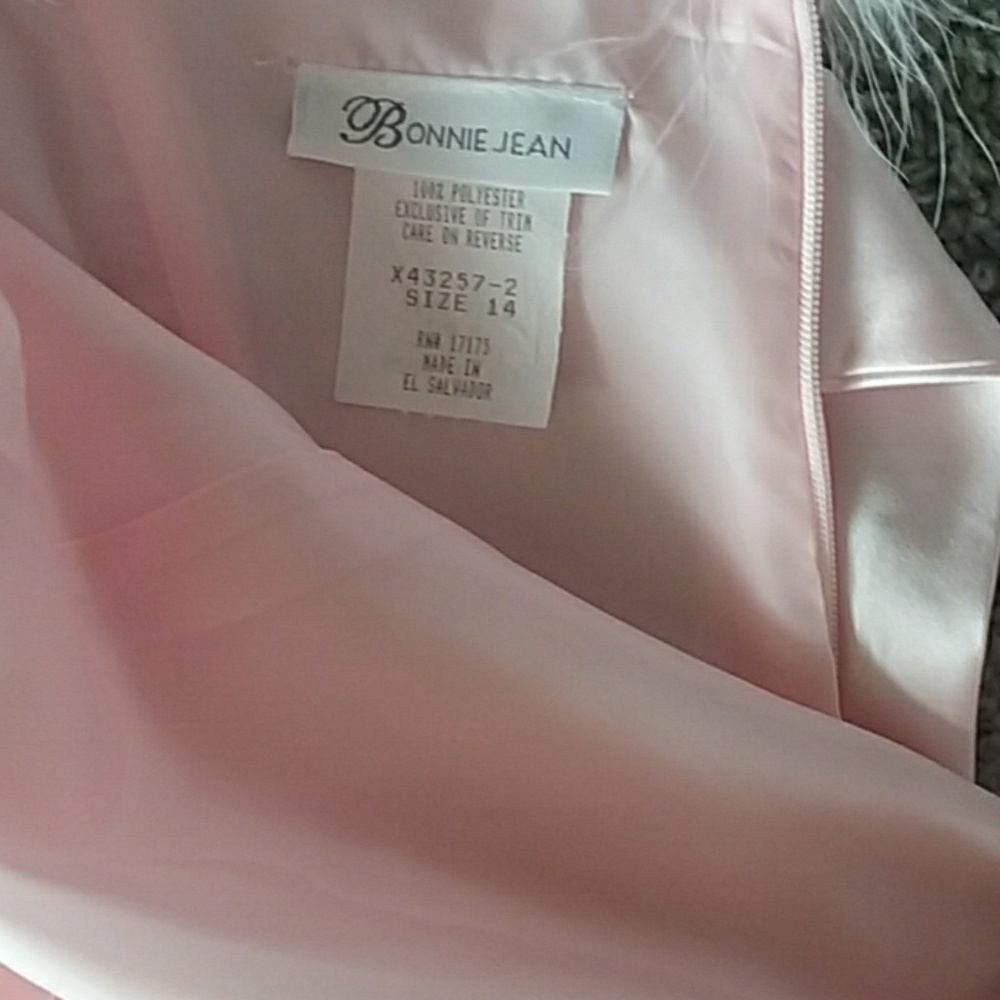 BONNIE JEAN
100% POLYESTER
EXCLUSIVE OF TRIM
CARE ON REVERSE
X43257-2
SIZE 14
RN# 17175
MADE IN
EL SALVADOR